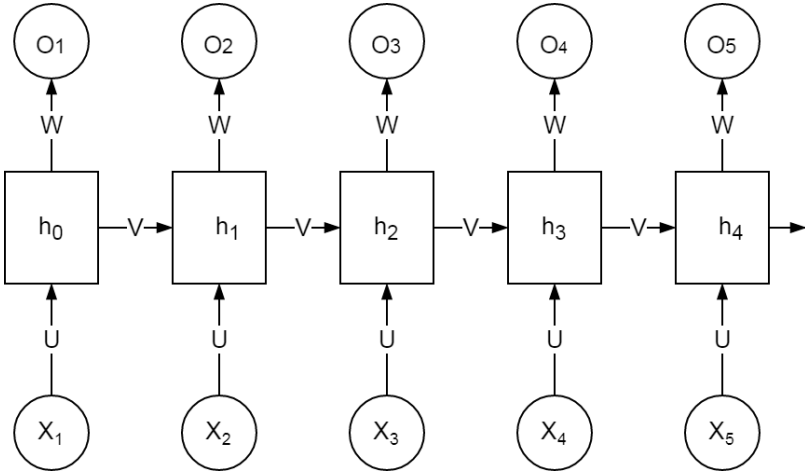 O1 O2 O3 O4 O5
W W W W W
h0 V h1 V h2 V h3 V h4
U U U U U
X1 X2 X3 X4 X5